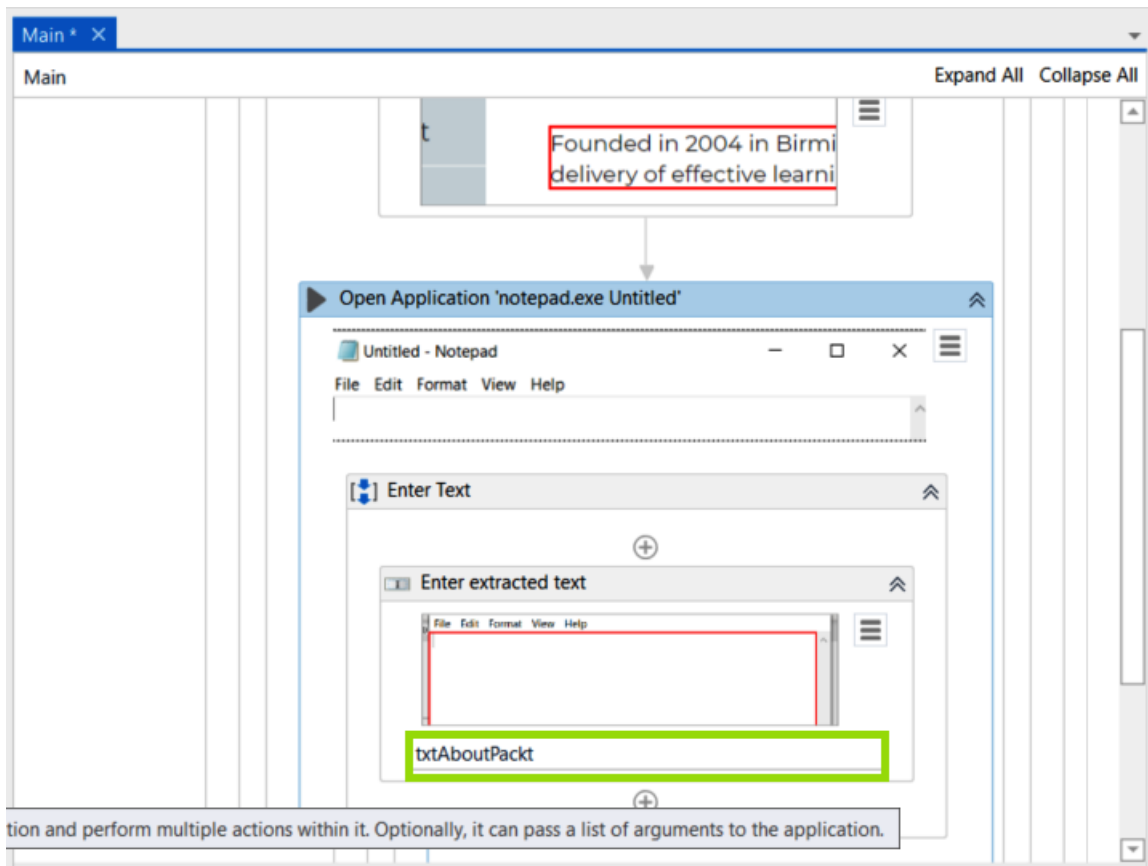 Main *
Main
Expand All Collapse All
t
Founded in 2004 in Birmi
delivery of effective learni
Open Application 'notepad.exe Untitled'
Untitled - Notepad
File Edit Format View Help
Enter Text
Enter extracted text
File Edit Format View Help
txtAboutPackt
tion and perform multiple actions within it. Optionally, it can pass a list of arguments to the application.